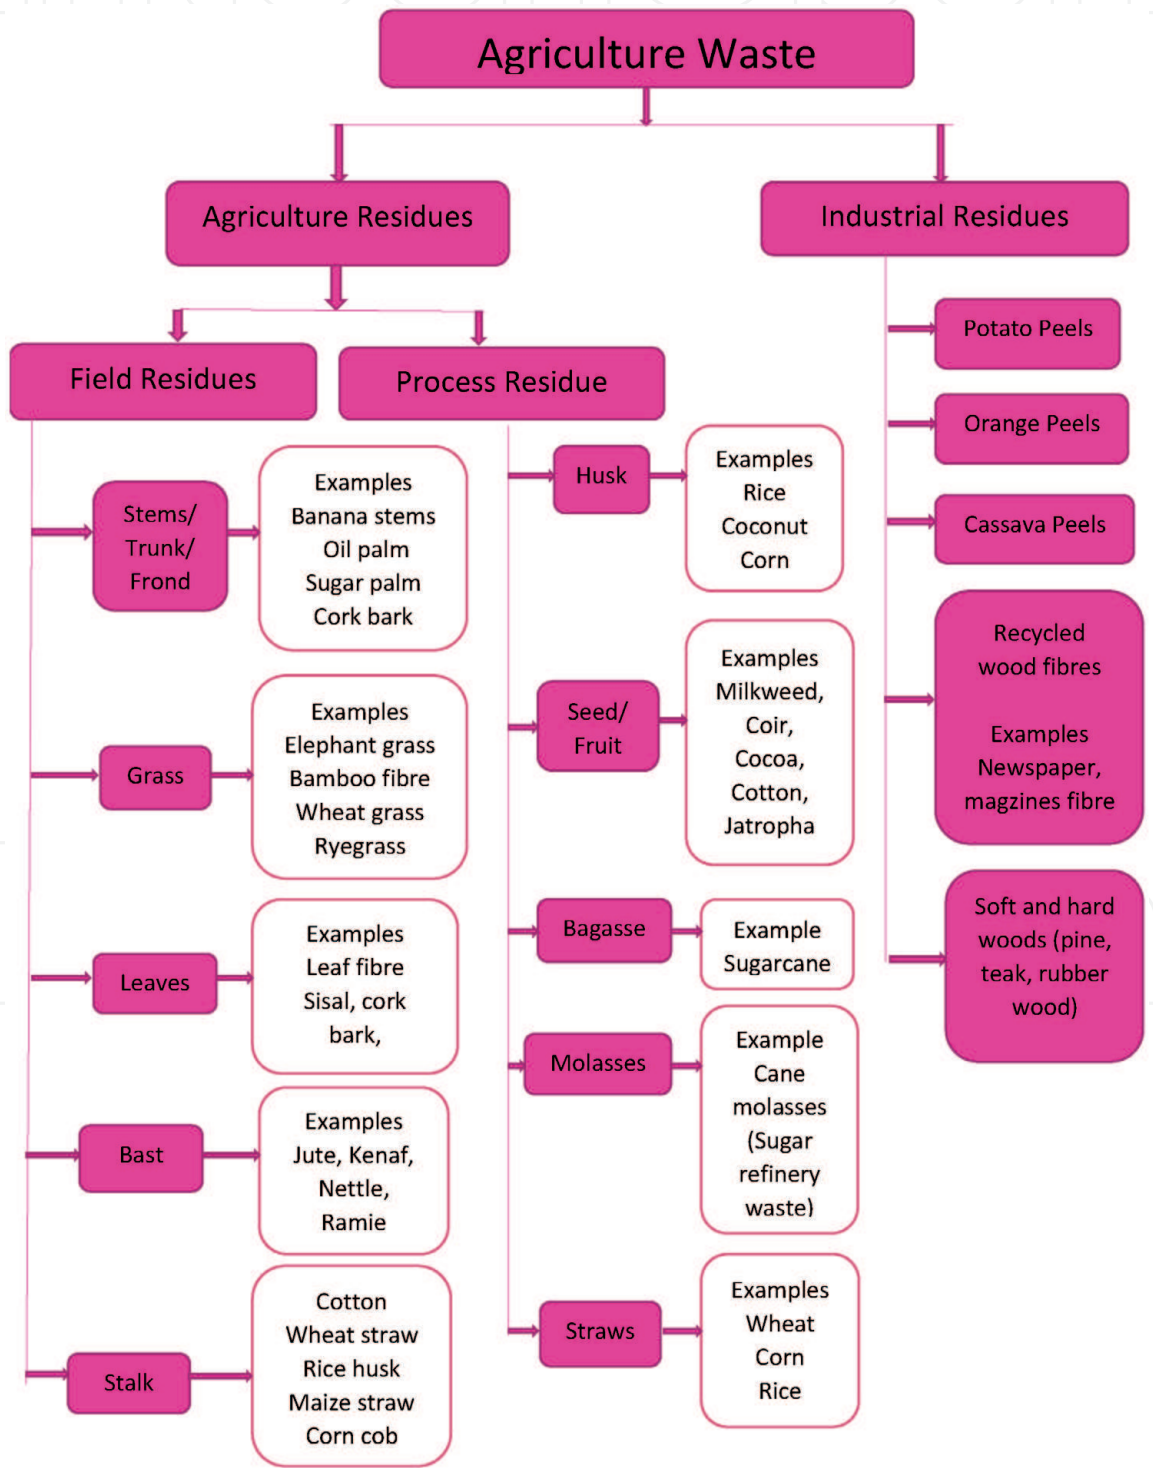 Agriculture Waste
Agriculture Residues
Industrial Residues
Field Residues
Process Residue
Stems/
Trunk/
Frond
Examples
Banana stems
Oil palm
Sugar palm
Cork bark
Grass
Examples
Elephant grass
Bamboo fibre
Wheat grass
Ryegrass
Leaves
Examples
Leaf fibre
Sisal, cork
bark,
Bast
Examples
Jute, Kenaf,
Nettle,
Ramie
Stalk
Cotton
Wheat straw
Rice husk
Maize straw
Corn cob
Husk
Examples
Rice
Coconut
Corn
Seed/
Fruit
Examples
Milkweed,
Coir,
Cocoa,
Cotton,
Jatropha
Bagasse
Example
Sugarcane
Molasses
Example
Cane
molasses
(Sugar
refinery
waste)
Straws
Examples
Wheat
Corn
Rice
Potato Peels
Orange Peels
Cassava Peels
Recycled
wood fibres
Examples
Newspaper,
magzines fibre
Soft and hard
woods (pine,
teak, rubber
wood)